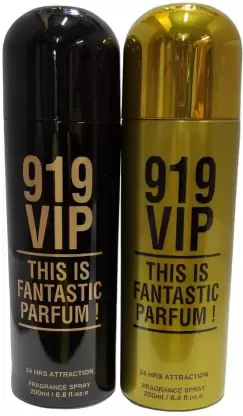 919
VIP
THIS IS
FANTASTIC
PARFUM !
24 HRS ATTRACTION
FRAGRANCE SPRAY
200ml / 6.8 fl.oz.e
919
VIP
THIS IS
FANTASTIC
PARFUM !
24 HRS ATTRACTION
FRAGRANCE SPRAY
200ml / 6.8 fl.oz.e